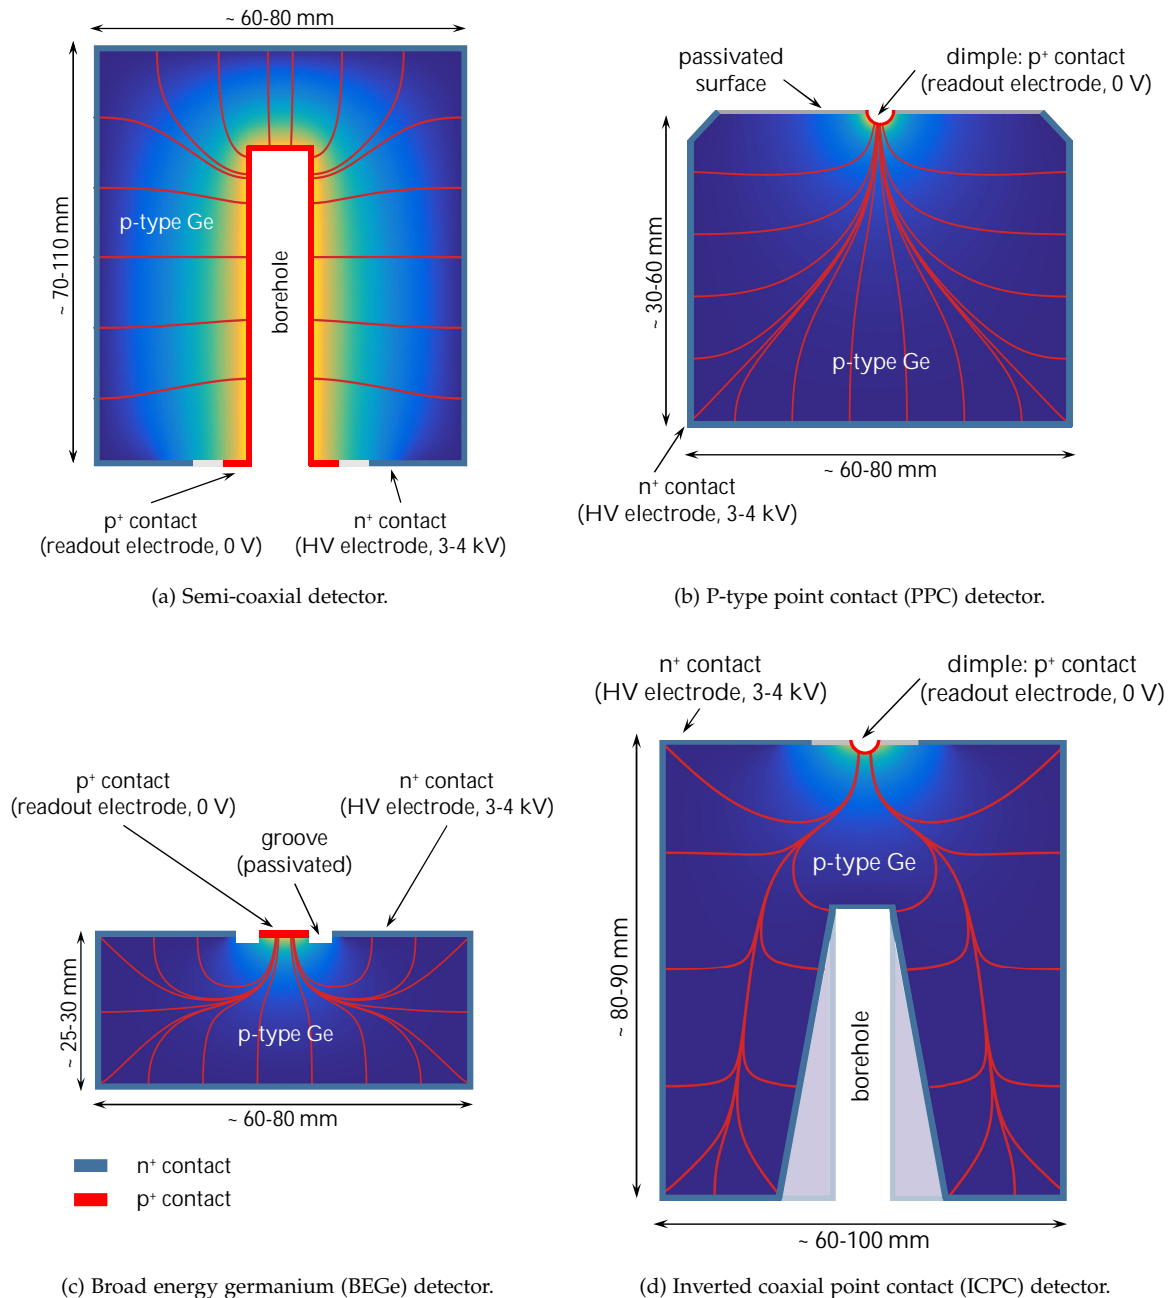 ~ 60-80 mm
~ 70-110 mm
p-type Ge
borehole
p⁺ contact
(readout electrode, 0 V)
n⁺ contact
(HV electrode, 3-4 kV)
(a) Semi-coaxial detector.
passivated
surface
dimple: p⁺ contact
(readout electrode, 0 V)
~ 30-60 mm
p-type Ge
~ 60-80 mm
n⁺ contact
(HV electrode, 3-4 kV)
(b) P-type point contact (PPC) detector.
p⁺ contact
(readout electrode, 0 V)
groove
(passivated)
n⁺ contact
(HV electrode, 3-4 kV)
~ 25-30 mm
p-type Ge
~ 60-80 mm
n⁺ contact
p⁺ contact
(c) Broad energy germanium (BEGe) detector.
n⁺ contact
(HV electrode, 3-4 kV)
dimple: p⁺ contact
(readout electrode, 0 V)
~ 80-90 mm
p-type Ge
borehole
~ 60-100 mm
(d) Inverted coaxial point contact (ICPC) detector.